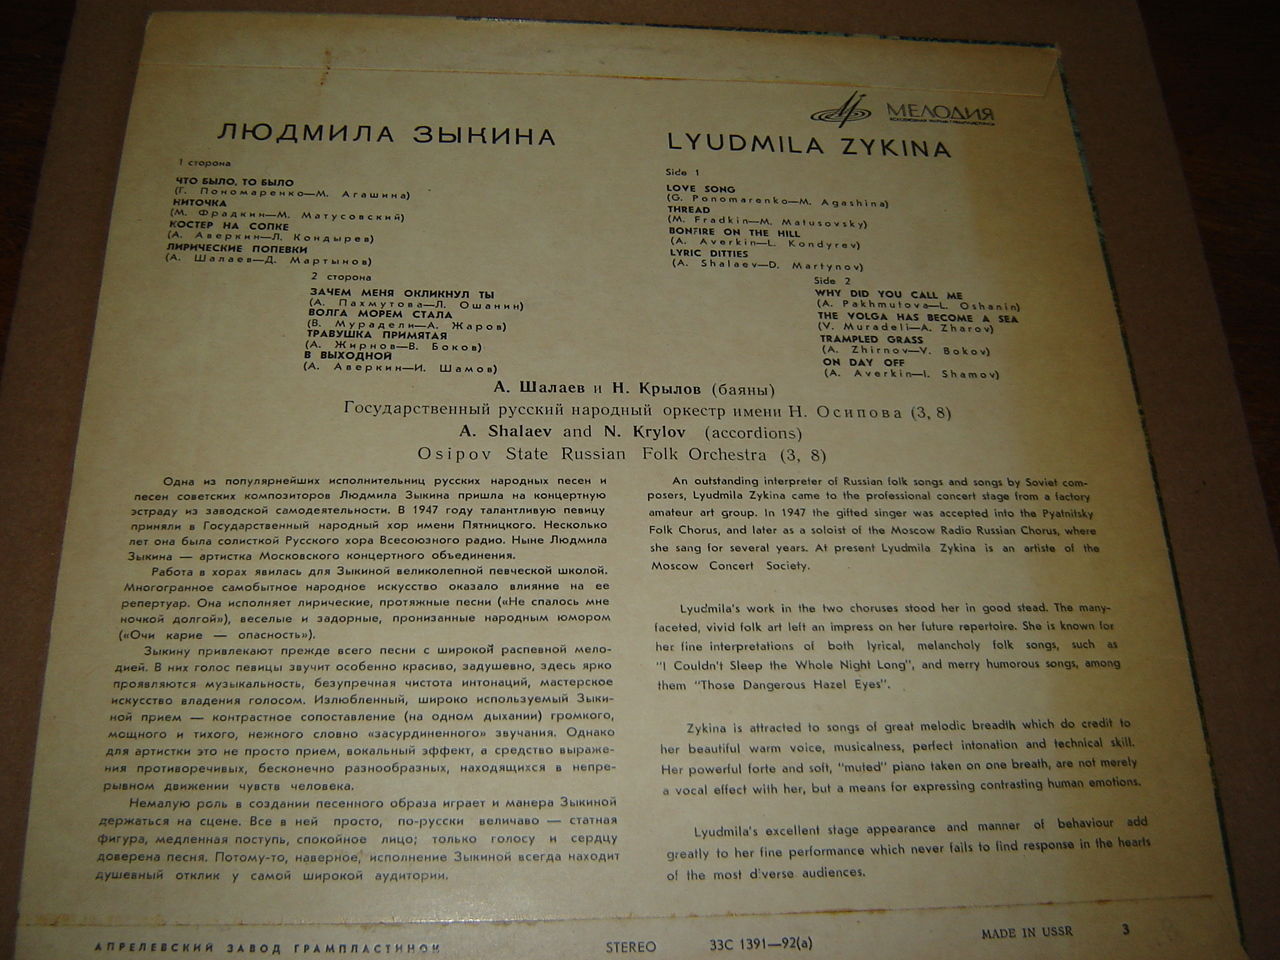 МЕЛОДИЯ
ЛЮДМИЛА ЗЫКИНА
1 сторона
ЧТО БЫЛО, ТО БЫЛО
(Г. Пономаренко—М. Агашина)
НИТОЧКА
(М. Фрадкин—М. Матусовский)
КОСТЕР НА СОПКЕ
(А. Аверкин—Л. Кондырев)
ЛИРИЧЕСКИЕ ПОПЕВКИ
(А. Шалаев—Д. Мартынов)
2 сторона
ЗАЧЕМ МЕНЯ ОКЛИКНУЛ ТЫ
(А. Пахмутова—Л. Ошанин)
ВОЛГА МОРЕМ СТАЛА
(В. Мурадели—А. Жаров)
ТРАВУШКА ПРИМЯТАЯ
(А. Жирнов—В. Боков)
В ВЫХОДНОЙ
(А. Аверкин—И. Шамов)
LYUDMILA ZYKINA
Side 1
LOVE SONG
(G. Ponomarenko—M. Agashina)
THREAD
(M. Fradkin—M. Matusovsky)
BONFIRE ON THE HILL
(A. Averkin—L. Kondyrev)
LYRIC DITTIES
(A. Shalaev—D. Martynov)
Side 2
WHY DID YOU CALL ME
(A. Pakhmutova—L. Oshanin)
THE VOLGA HAS BECOME A SEA
(V. Muradeli—A. Zharov)
TRAMPLED GRASS
(A. Zhirnov—V. Bokov)
ON DAY OFF
(A. Averkin—I. Shamov)
А. Шалаев и Н. Крылов (баяны)
Государственный русский народный оркестр имени Н. Осипова (3, 8)
A. Shalaev and N. Krylov (accordions)
Osipov State Russian Folk Orchestra (3, 8)
Одна из популярнейших исполнительниц русских народных песен и
песен советских композиторов Людмила Зыкина пришла на концертную
эстраду из заводской самодеятельности. В 1947 году талантливую певицу
приняли в Государственный народный хор имени Пятницкого. Несколько
лет она была солисткой Русского хора Всесоюзного радио. Ныне Людмила
Зыкина — артистка Московского концертного объединения.
Работа в хорах явилась для Зыкиной великолепной певческой школой.
Многогранное самобытное народное искусство оказало влияние на ее
репертуар. Она исполняет лирические, протяжные песни («Не спалось мне
ночкой долгой»), веселые и задорные, пронизанные народным юмором
(«Очи карие — опасность»).
Зыкину привлекают прежде всего песни с широкой распевной мело-
дией. В них голос певицы звучит особенно красиво, задушевно, здесь ярко
проявляются музыкальность, безупречная чистота интонаций, мастерское
искусство владения голосом. Излюбленный, широко используемый Зыки-
ной прием — контрастное сопоставление (на одном дыхании) громкого,
мощного и тихого, нежного словно «засурдиненного» звучания. Однако
для артистки это не просто прием, вокальный эффект, а средство выраже-
ния противоречивых, бесконечно разнообразных, находящихся в непре-
рывном движении чувств человека.
Немалую роль в создании песенного образа играет и манера Зыкиной
держаться на сцене. Все в ней просто, по-русски величаво — статная
фигура, медленная поступь, спокойное лицо; только голосу и сердцу
доверена песня. Потому-то, наверное, исполнение Зыкиной всегда находит
душевный отклик у самой широкой аудитории.
An outstanding interpreter of Russian folk songs and songs by Soviet com-
posers, Lyudmila Zykina came to the professional concert stage from a factory
amateur art group. In 1947 the gifted singer was accepted into the Pyatnitsky
Folk Chorus, and later as a soloist of the Moscow Radio Russian Chorus, where
she sang for several years. At present Lyudmila Zykina is an artiste of the
Moscow Concert Society.
Lyudmila's work in the two choruses stood her in good stead. The many-
faceted, vivid folk art left an impress on her future repertoire. She is known for
her fine interpretations of both lyrical, melancholy folk songs, such as
"I Couldn't Sleep the Whole Night Long", and merry humorous songs, among
them "Those Dangerous Hazel Eyes".
Zykina is attracted to songs of great melodic breadth which do credit to
her beautiful warm voice, musicalness, perfect intonation and technical skill.
Her powerful forte and soft, "muted" piano taken on one breath, are not merely
a vocal effect with her, but a means for expressing contrasting human emotions.
Lyudmila's excellent stage appearance and manner of behaviour add
greatly to her fine performance which never fails to find response in the hearts
of the most d'verse audiences.
АПРЕЛЕВСКИЙ ЗАВОД ГРАМПЛАСТИНОК
STEREO
33С 1391—92(а)
MADE IN USSR
3